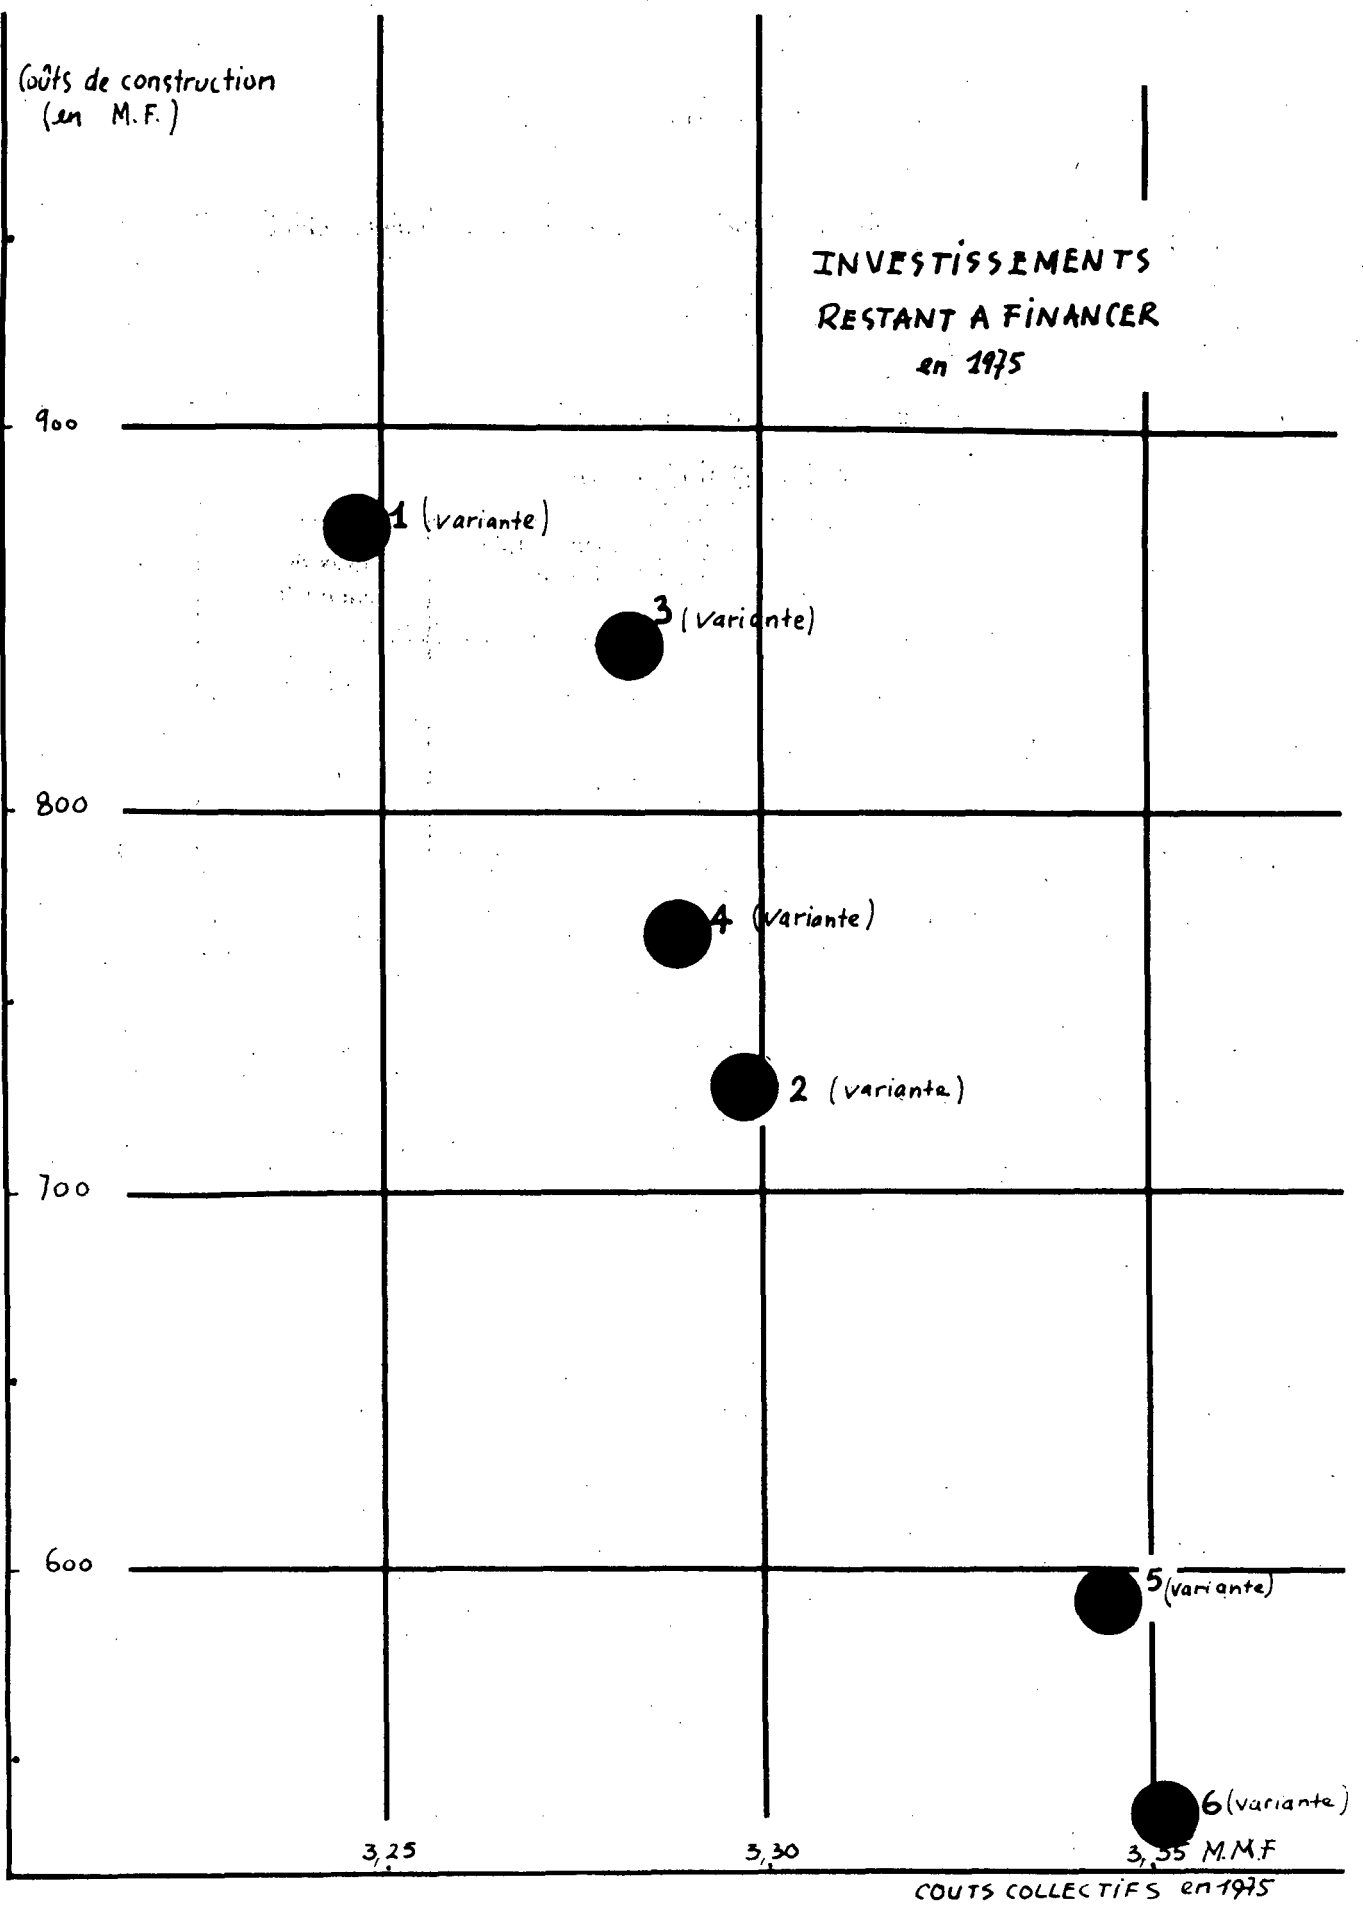 Coûts de construction
(en M.F.)
INVESTISSEMENTS
RESTANT A FINANCER
en 1975
900
1 (variante)
3 (variante)
800
4 (variante)
2 (variante)
700
600
5 (variante)
6 (variante)
3,25 3,30 3,35 M.M.F
COUTS COLLECTIFS en 1975